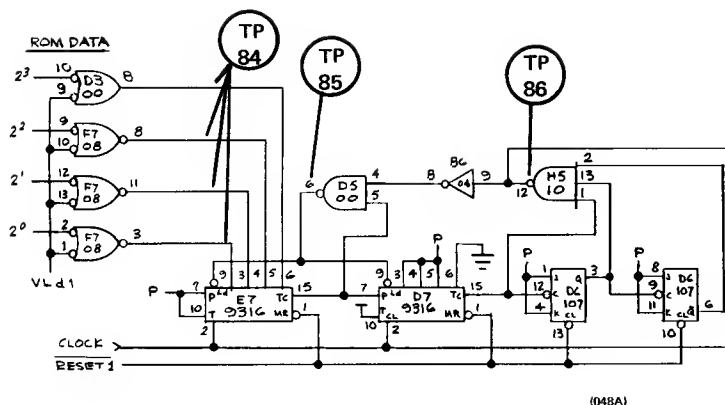 ROM DATA
TP 84
TP 85
TP 86
2³ 10 9 D3 00 8
2² 9 10 F7 08 8
2¹ 12 13 F7 08 11
2⁰ 2 1 F7 08 3
VLd1
6 D5 00 4 5
8 04 9 86
12 H5 10 2 13 1
P 7 10 9 3 4 5 6 15
P Ld TC
E7
9316
T MR 1
2
7 9 3 4 5 6 15 P
P Ld TC
D7
9316
T CL MR 1
10 2
P 1 12 4 J Q 3
C D6 107
K CL
13
P 8 9 11 J D6
C 107
K CL Q̅ 6
10
CLOCK
RESET 1
(048A)